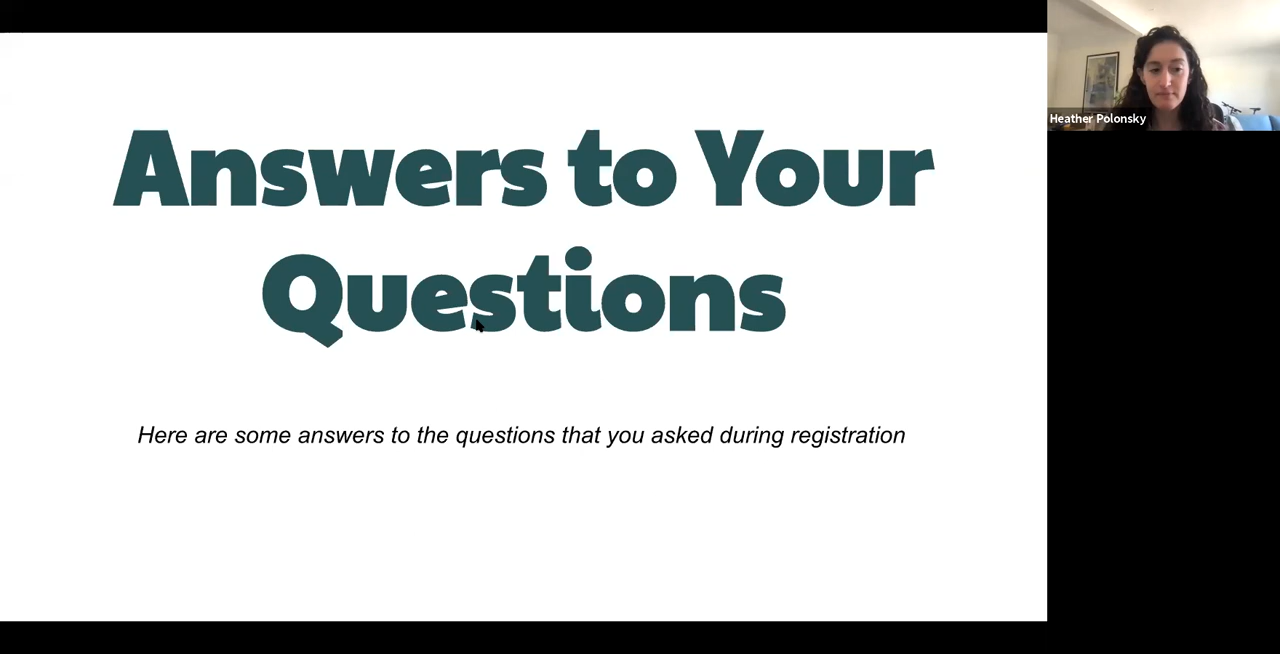 Answers to Your
Questions
Here are some answers to the questions that you asked during registration
Heather Polonsky